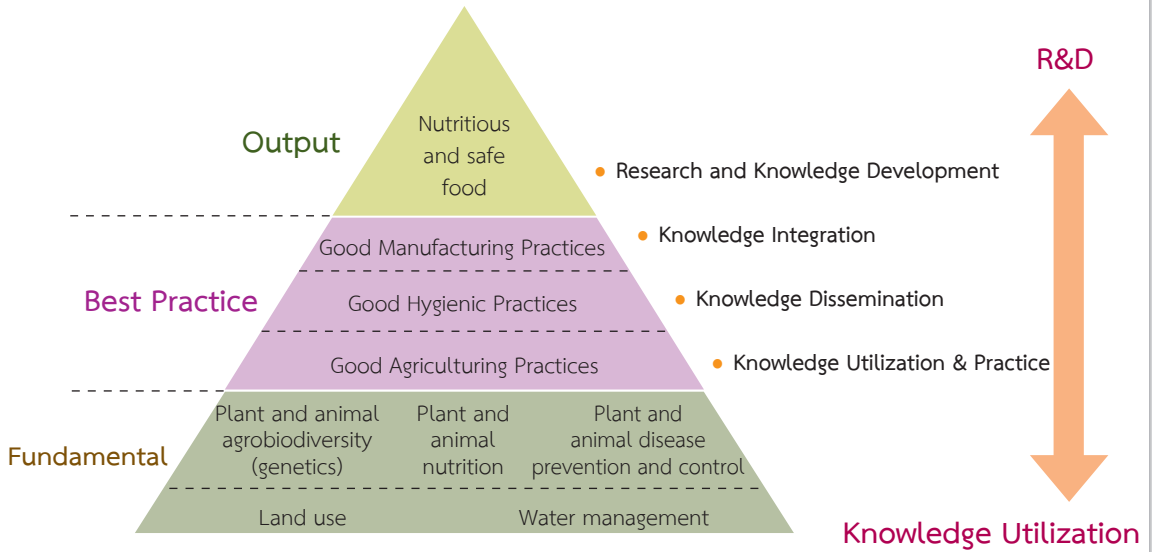 R&D
Output
Nutritious
and safe
food
Research and Knowledge Development
Good Manufacturing Practices
Knowledge Integration
Best Practice
Good Hygienic Practices
Knowledge Dissemination
Good Agriculturing Practices
Knowledge Utilization & Practice
Fundamental
Plant and animal
agrobiodiversity
(genetics)
Plant and
animal
nutrition
Plant and
animal disease
prevention and control
Land use
Water management
Knowledge Utilization